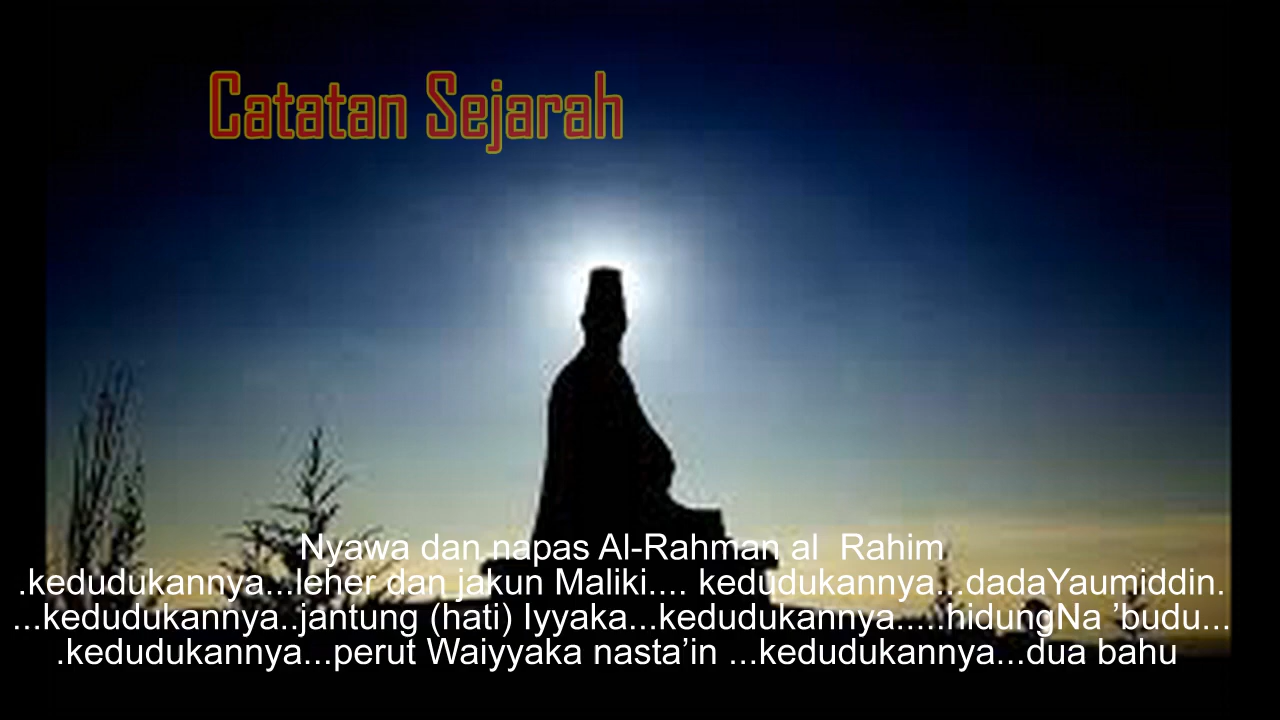 Catatan Sejarah
Nyawa dan napas Al-Rahman al  Rahim
.kedudukannya...leher dan jakun Maliki.... kedudukannya...dadaYaumiddin.
...kedudukannya..jantung (hati) Iyyaka...kedudukannya.....hidungNa ’budu...
.kedudukannya...perut Waiyyaka nasta’in ...kedudukannya...dua bahu